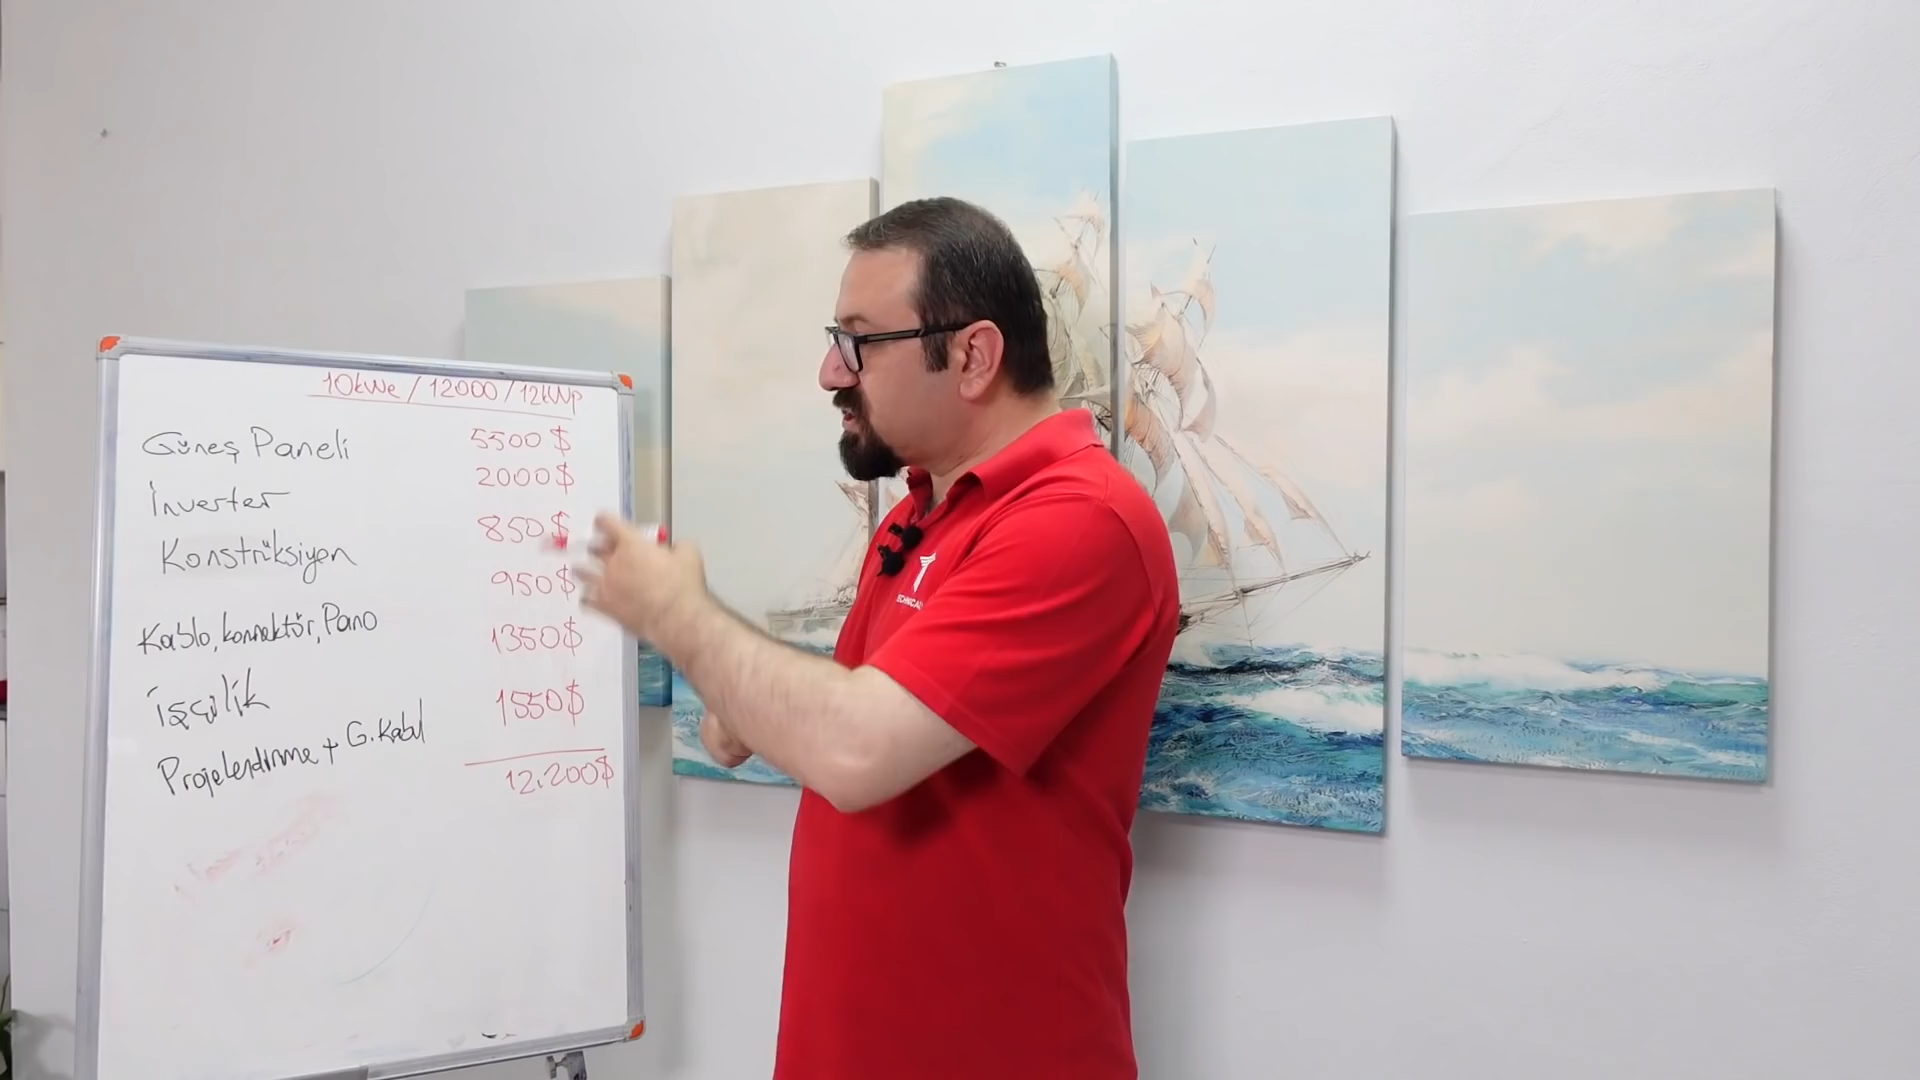 10kWe / 12000 / 12kWp
Güneş Paneli 5500 $
İnverter 2000 $
Konstrüksiyon 850 $
Kablo, konnektör, Pano 950 $
işçilik 1350 $
Projelendirme + G. Kabul 1550 $
12.200 $